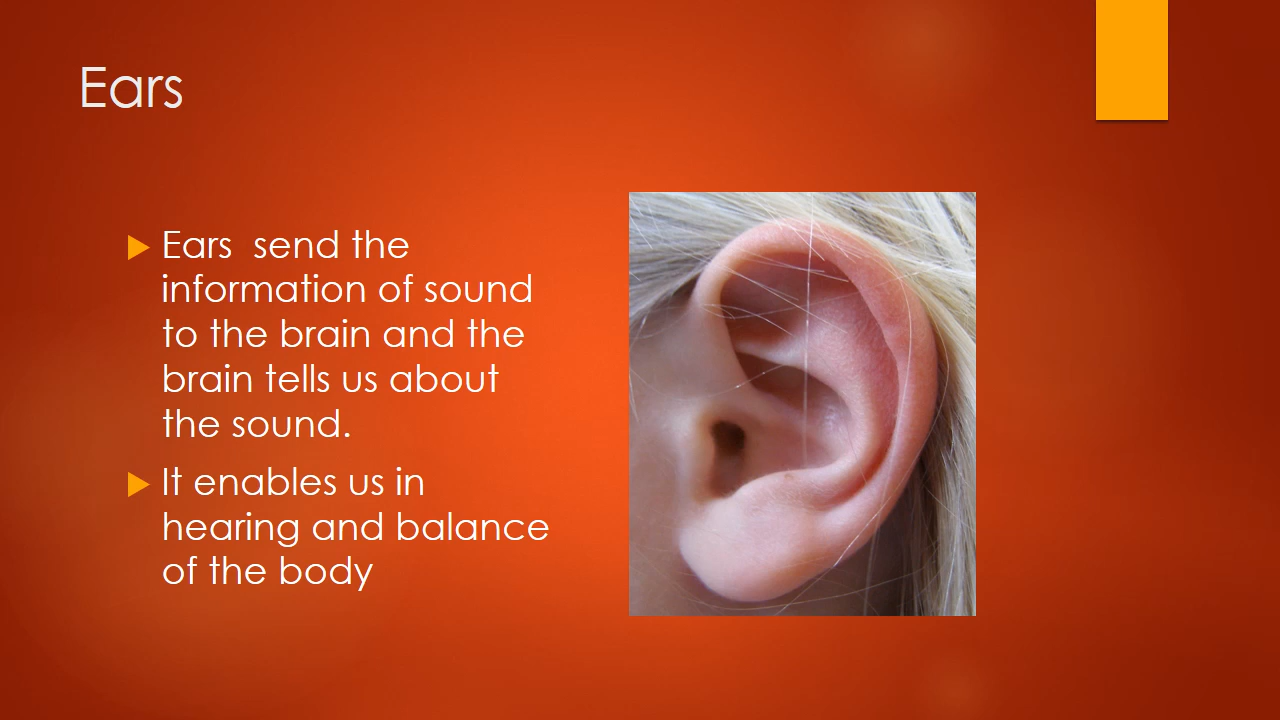 Ears
Ears  send the
information of sound
to the brain and the
brain tells us about
the sound.
It enables us in
hearing and balance
of the body